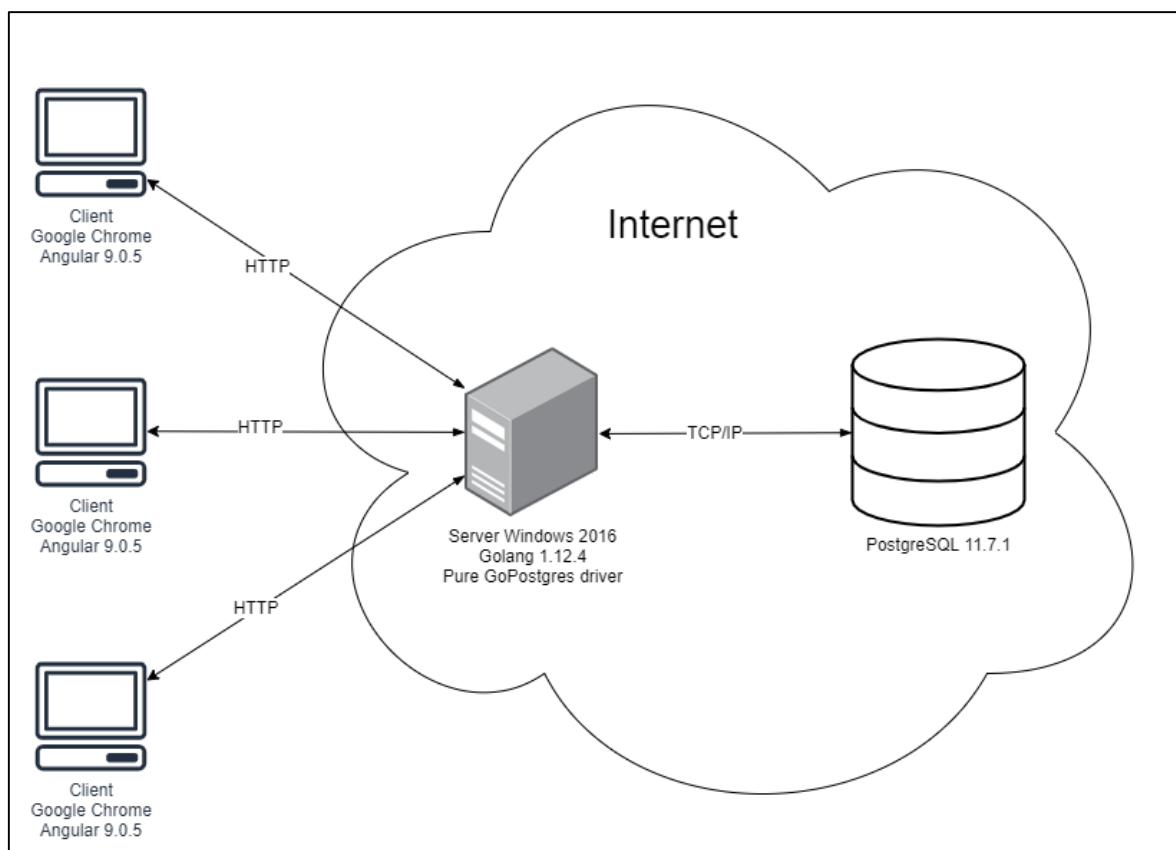 Client
Google Chrome
Angular 9.0.5
HTTP
Internet
Client
Google Chrome
Angular 9.0.5
HTTP
Server Windows 2016
Golang 1.12.4
Pure GoPostgres driver
TCP/IP
PostgreSQL 11.7.1
HTTP
Client
Google Chrome
Angular 9.0.5